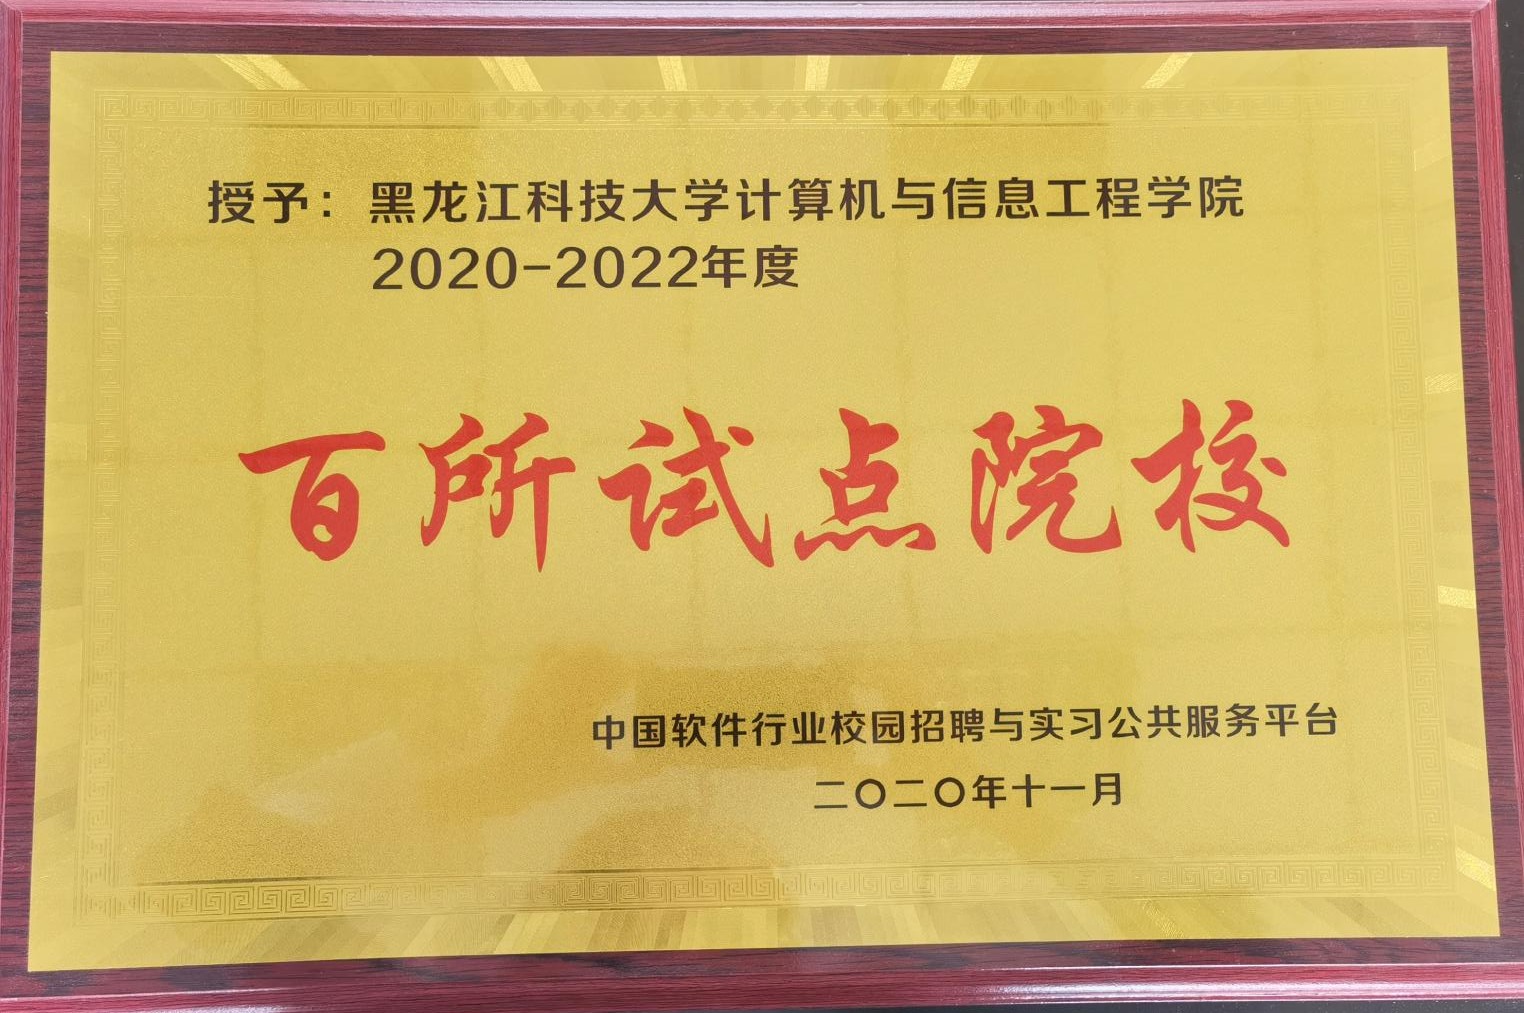 授予：黑龙江科技大学计算机与信息工程学院
2020-2022年度
百所试点院校
中国软件行业校园招聘与实习公共服务平台
二〇二〇年十一月